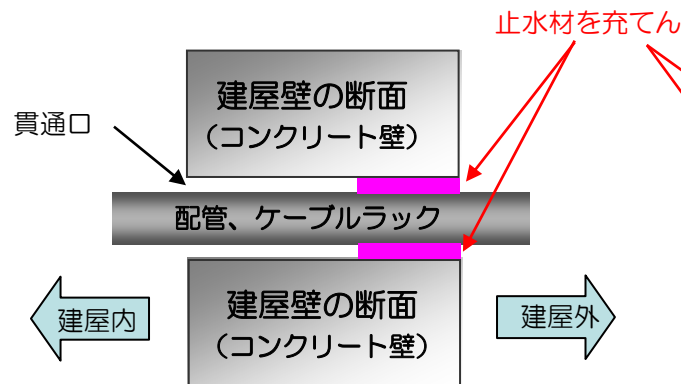 止水材を充てん
建屋壁の断面
（コンクリート壁）
貫通口
配管、ケーブルラック
建屋壁の断面
（コンクリート壁）
建屋内
建屋外